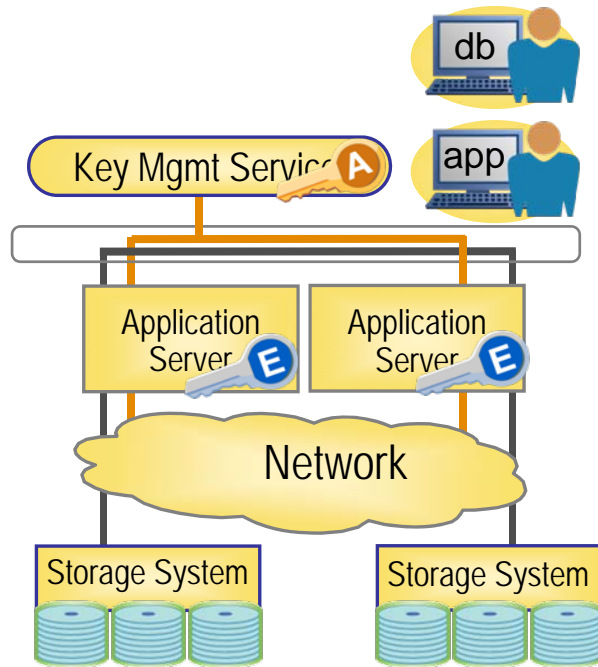 db
app
Key Mgmt Service
A
Application
Server
E
Application
Server
E
Network
Storage System
Storage System